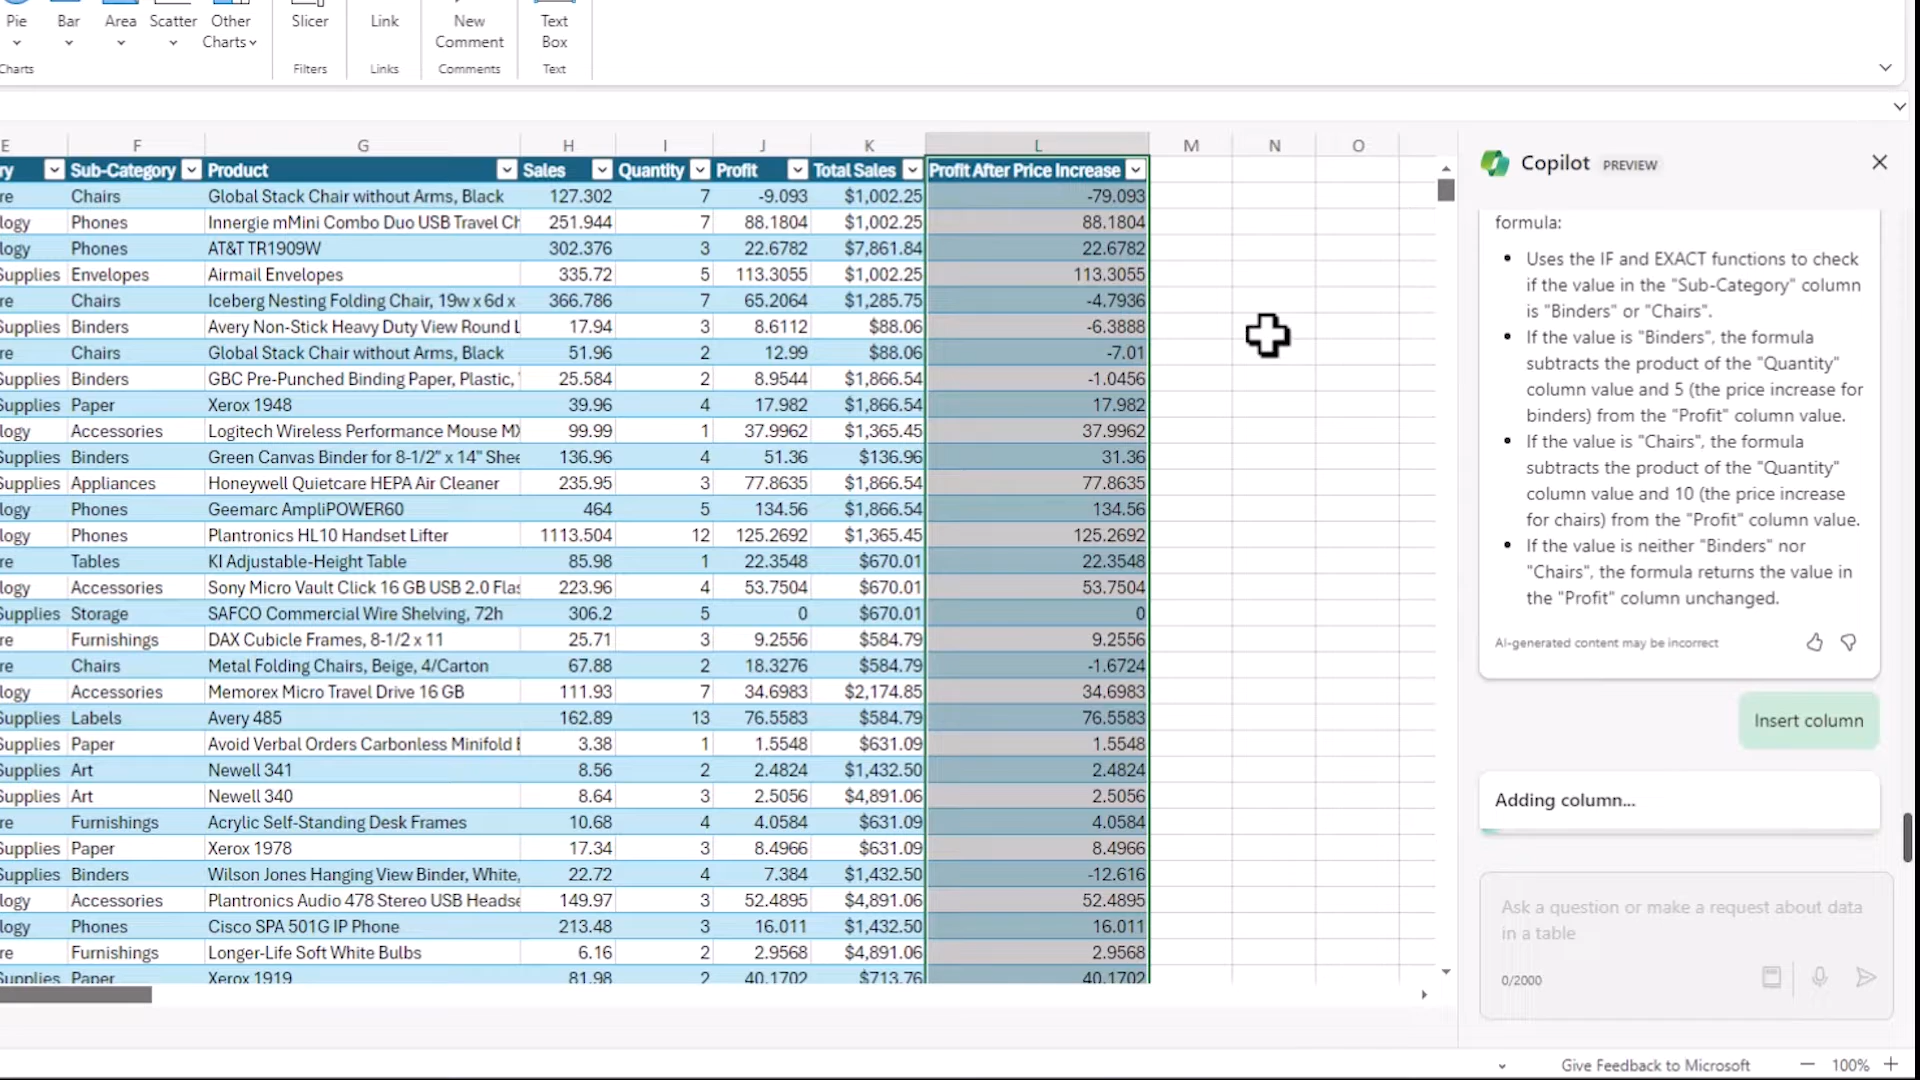 Pie Bar Area Scatter Other Charts Slicer Link New Comment Text Box
Charts Filters Links Comments Text
E F G H I J K L M N O
ry Sub-Category Product Sales Quantity Profit Total Sales Profit After Price Increase
re Chairs Global Stack Chair without Arms, Black 127.302 7 -9.093 $1,002.25 -79.093
logy Phones Innergie mMini Combo Duo USB Travel Ch 251.944 7 88.1804 $1,002.25 88.1804
logy Phones AT&T TR1909W 302.376 3 22.6782 $7,861.84 22.6782
Supplies Envelopes Airmail Envelopes 335.72 5 113.3055 $1,002.25 113.3055
re Chairs Iceberg Nesting Folding Chair, 19w x 6d x 366.786 7 65.2064 $1,285.75 -4.7936
Supplies Binders Avery Non-Stick Heavy Duty View Round L 17.94 3 8.6112 $88.06 -6.3888
re Chairs Global Stack Chair without Arms, Black 51.96 2 12.99 $88.06 -7.01
Supplies Binders GBC Pre-Punched Binding Paper, Plastic, 25.584 2 8.9544 $1,866.54 -1.0456
Supplies Paper Xerox 1948 39.96 4 17.982 $1,866.54 17.982
logy Accessories Logitech Wireless Performance Mouse MX 99.99 1 37.9962 $1,365.45 37.9962
Supplies Binders Green Canvas Binder for 8-1/2" x 14" Shee 136.96 4 51.36 $136.96 31.36
Supplies Appliances Honeywell Quietcare HEPA Air Cleaner 235.95 3 77.8635 $1,866.54 77.8635
logy Phones Geemarc AmpliPOWER60 464 5 134.56 $1,866.54 134.56
logy Phones Plantronics HL10 Handset Lifter 1113.504 12 125.2692 $1,365.45 125.2692
re Tables KI Adjustable-Height Table 85.98 1 22.3548 $670.01 22.3548
logy Accessories Sony Micro Vault Click 16 GB USB 2.0 Flas 223.96 4 53.7504 $670.01 53.7504
Supplies Storage SAFCO Commercial Wire Shelving, 72h 306.2 5 0 $670.01 0
re Furnishings DAX Cubicle Frames, 8-1/2 x 11 25.71 3 9.2556 $584.79 9.2556
re Chairs Metal Folding Chairs, Beige, 4/Carton 67.88 2 18.3276 $584.79 -1.6724
logy Accessories Memorex Micro Travel Drive 16 GB 111.93 7 34.6983 $2,174.85 34.6983
Supplies Labels Avery 485 162.89 13 76.5583 $584.79 76.5583
Supplies Paper Avoid Verbal Orders Carbonless Minifold 3.38 1 1.5548 $631.09 1.5548
Supplies Art Newell 341 8.56 2 2.4824 $1,432.50 2.4824
Supplies Art Newell 340 8.64 3 2.5056 $4,891.06 2.5056
re Furnishings Acrylic Self-Standing Desk Frames 10.68 4 4.0584 $631.09 4.0584
Supplies Paper Xerox 1978 17.34 3 8.4966 $631.09 8.4966
Supplies Binders Wilson Jones Hanging View Binder, White, 22.72 4 7.384 $1,432.50 -12.616
logy Accessories Plantronics Audio 478 Stereo USB Headse 149.97 3 52.4895 $4,891.06 52.4895
logy Phones Cisco SPA 501G IP Phone 213.48 3 16.011 $1,432.50 16.011
re Furnishings Longer-Life Soft White Bulbs 6.16 2 2.9568 $4,891.06 2.9568
Supplies Paper Xerox 1919 81.98 2 40.1702 $713.76 40.1702
Copilot PREVIEW
formula:
• Uses the IF and EXACT functions to check
if the value in the "Sub-Category" column
is "Binders" or "Chairs".
• If the value is "Binders", the formula
subtracts the product of the "Quantity"
column value and 5 (the price increase for
binders) from the "Profit" column value.
• If the value is "Chairs", the formula
subtracts the product of the "Quantity"
column value and 10 (the price increase
for chairs) from the "Profit" column value.
• If the value is neither "Binders" nor
"Chairs", the formula returns the value in
the "Profit" column unchanged.
AI-generated content may be incorrect
Insert column
Adding column...
Ask a question or make a request about data
in a table
0/2000
Give Feedback to Microsoft — 100% +